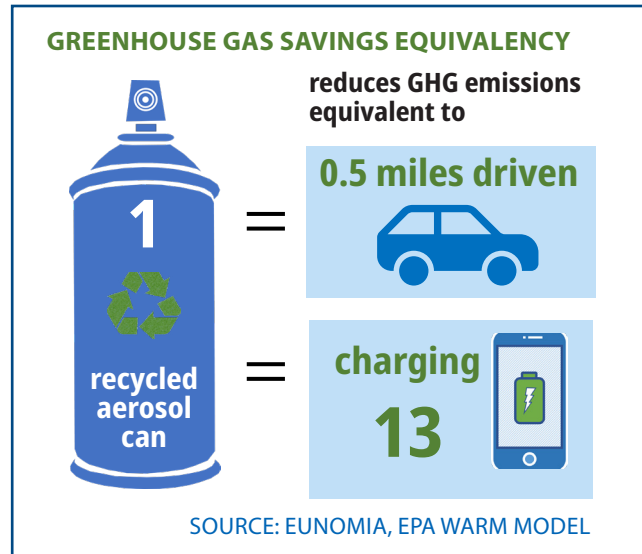 GREENHOUSE GAS SAVINGS EQUIVALENCY
reduces GHG emissions
equivalent to
1
recycled
aerosol
can
=
0.5 miles driven
=
charging
13
SOURCE: EUNOMIA, EPA WARM MODEL